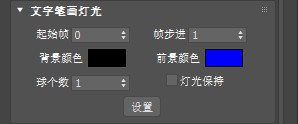 文字笔画灯光
起始帧 0 帧步进 1
背景颜色 前景颜色
球个数 1 灯光保持
设置